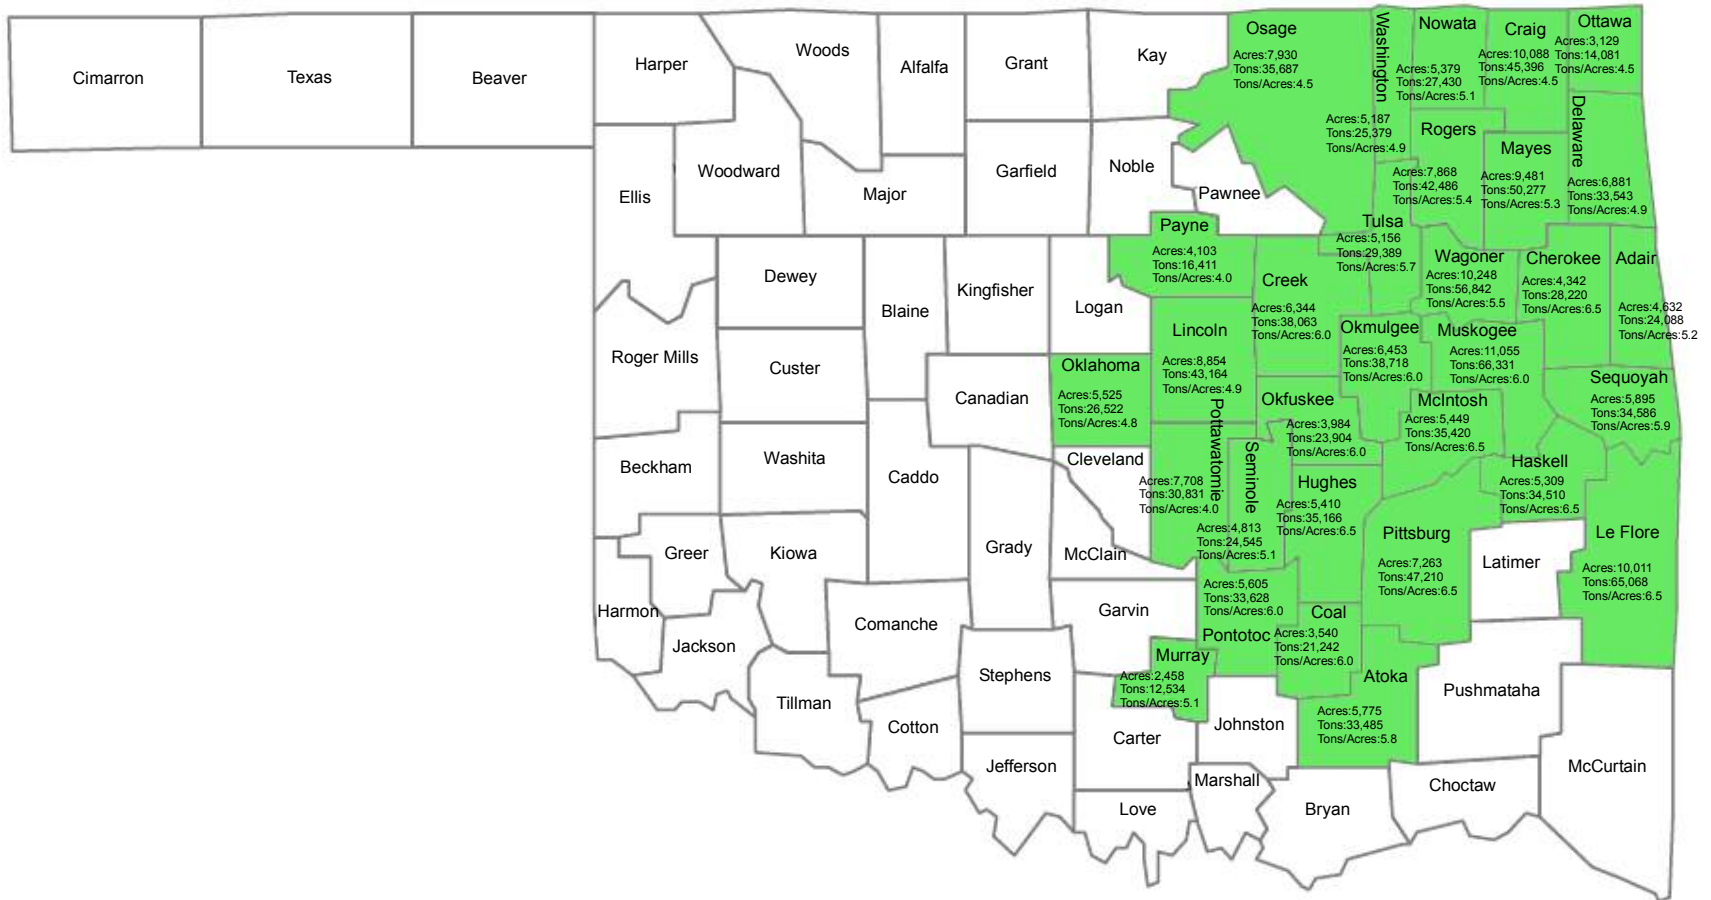 Cimarron
Texas
Beaver
Harper
Woods
Alfalfa
Grant
Kay
Osage
Acres:7,930
Tons:35,687
Tons/Acres:4.5
Washington
Acres:5,187
Tons:25,379
Tons/Acres:4.9
Nowata
Acres:5,379
Tons:27,430
Tons/Acres:5.1
Craig
Acres:10,088
Tons:45,396
Tons/Acres:4.5
Ottawa
Acres:3,129
Tons:14,081
Tons/Acres:4.5
Delaware
Acres:6,881
Tons:33,543
Tons/Acres:4.9
Rogers
Acres:7,868
Tons:42,486
Tons/Acres:5.4
Mayes
Acres:9,481
Tons:50,277
Tons/Acres:5.3
Ellis
Woodward
Major
Garfield
Noble
Pawnee
Payne
Acres:4,103
Tons:16,411
Tons/Acres:4.0
Tulsa
Acres:5,156
Tons:29,389
Tons/Acres:5.7
Wagoner
Acres:10,248
Tons:56,842
Tons/Acres:5.5
Cherokee
Acres:4,342
Tons:28,220
Tons/Acres:6.5
Adair
Acres:4,632
Tons:24,088
Tons/Acres:5.2
Dewey
Blaine
Kingfisher
Logan
Creek
Acres:6,344
Tons:38,063
Tons/Acres:6.0
Lincoln
Acres:8,854
Tons:43,164
Tons/Acres:4.9
Okmulgee
Acres:6,453
Tons:38,718
Tons/Acres:6.0
Muskogee
Acres:11,055
Tons:66,331
Tons/Acres:6.0
Roger Mills
Custer
Canadian
Oklahoma
Acres:5,525
Tons:26,522
Tons/Acres:4.8
Okfuskee
Acres:3,984
Tons:23,904
Tons/Acres:6.0
McIntosh
Acres:5,449
Tons:35,420
Tons/Acres:6.5
Sequoyah
Acres:5,895
Tons:34,586
Tons/Acres:5.9
Beckham
Washita
Caddo
Cleveland
Pottawatomie
Acres:7,708
Tons:30,831
Tons/Acres:4.0
Seminole
Acres:4,813
Tons:24,545
Tons/Acres:5.1
Hughes
Acres:5,410
Tons:35,166
Tons/Acres:6.5
Haskell
Acres:5,309
Tons:34,510
Tons/Acres:6.5
Greer
Kiowa
Grady
McClain
Pittsburg
Acres:7,263
Tons:47,210
Tons/Acres:6.5
Latimer
Le Flore
Acres:10,011
Tons:65,068
Tons/Acres:6.5
Harmon
Jackson
Comanche
Garvin
Acres:5,605
Tons:33,628
Tons/Acres:6.0
Pontotoc
Coal
Acres:3,540
Tons:21,242
Tons/Acres:6.0
Murray
Acres:2,458
Tons:12,534
Tons/Acres:5.1
Atoka
Acres:5,775
Tons:33,485
Tons/Acres:5.8
Pushmataha
Tillman
Stephens
Cotton
Carter
Johnston
Jefferson
Marshall
Love
Bryan
Choctaw
McCurtain